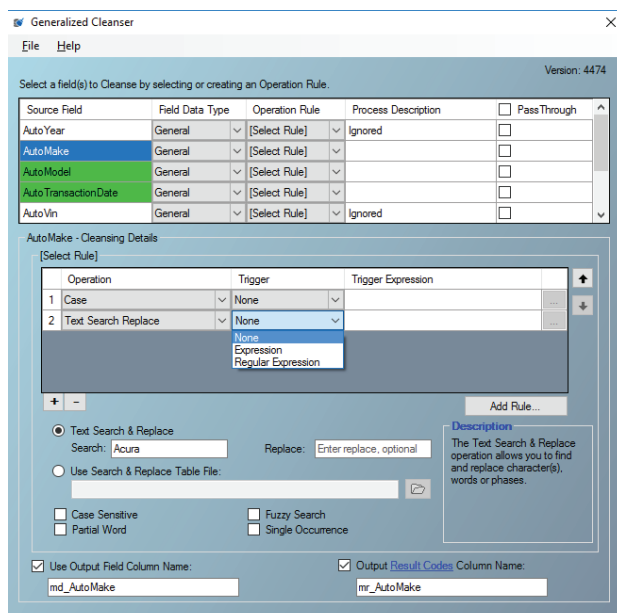 Generalized Cleanser
File Help
Version: 4474
Select a field(s) to Cleanse by selecting or creating an Operation Rule.
Source Field Field Data Type Operation Rule Process Description PassThrough
AutoYear General [Select Rule] Ignored
AutoMake General [Select Rule]
AutoModel General [Select Rule]
AutoTransactionDate General [Select Rule]
AutoVin General [Select Rule] Ignored
AutoMake - Cleansing Details
[Select Rule]
Operation Trigger Trigger Expression
1 Case None ...
2 Text Search Replace None ...
None
Expression
Regular Expression
+ - Add Rule...
Text Search & Replace
Search: Acura Replace: Enter replace, optional
Use Search & Replace Table File:
Case Sensitive Fuzzy Search
Partial Word Single Occurrence
Description
The Text Search & Replace
operation allows you to find
and replace character(s),
words or phases.
Use Output Field Column Name: Output Result Codes Column Name:
md_AutoMake mr_AutoMake